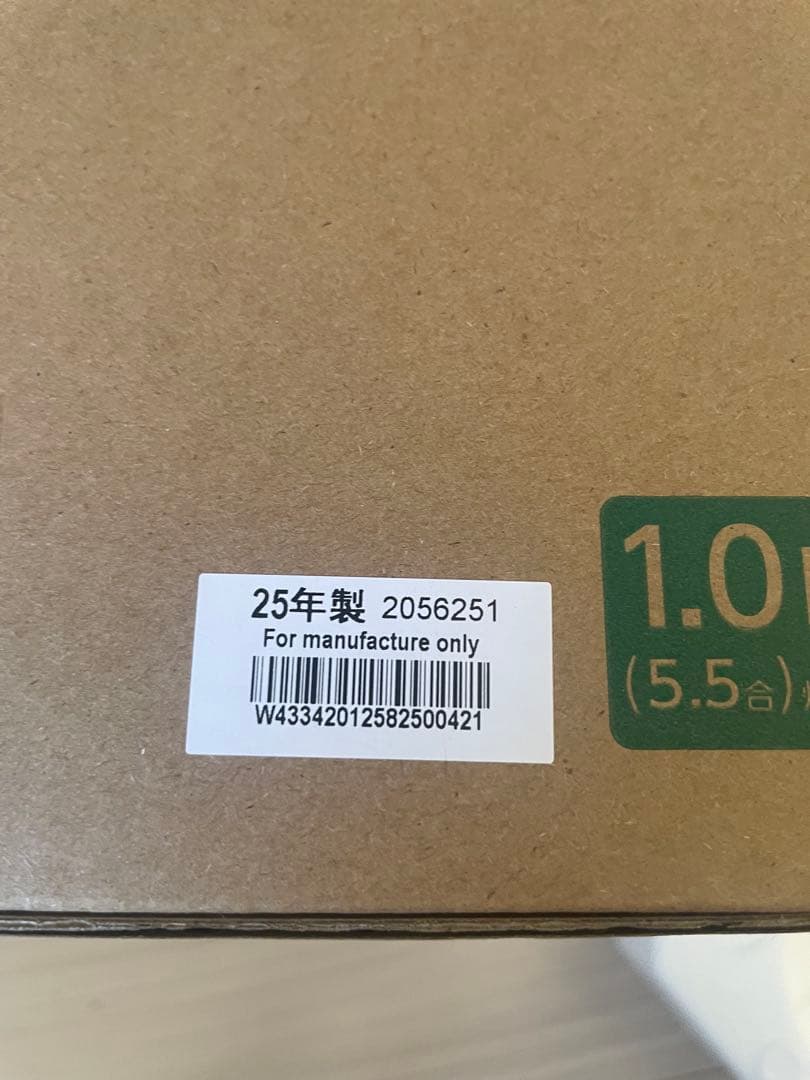 25年製 2056251
For manufacture only
W43342012582500421
1.0
(5.5合)